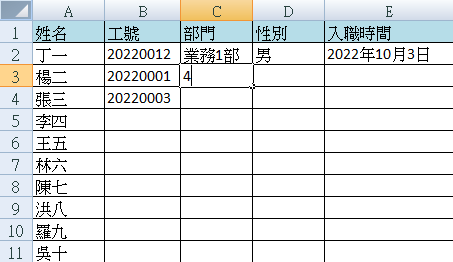 A B C D E
1 姓名 工號 部門 性別 入職時間
2 丁一 20220012 業務1部 男 2022年10月3日
3 楊二 20220001 4
4 張三 20220003
5 李四
6 王五
7 林六
8 陳七
9 洪八
10 羅九
11 吳十